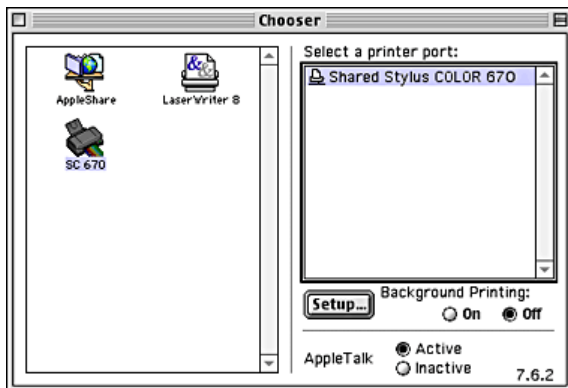 Chooser
AppleShare
LaserWriter 8
SC 670
Select a printer port:
Shared Stylus COLOR 670
Setup...
Background Printing:
On Off
AppleTalk
Active
Inactive
7.6.2